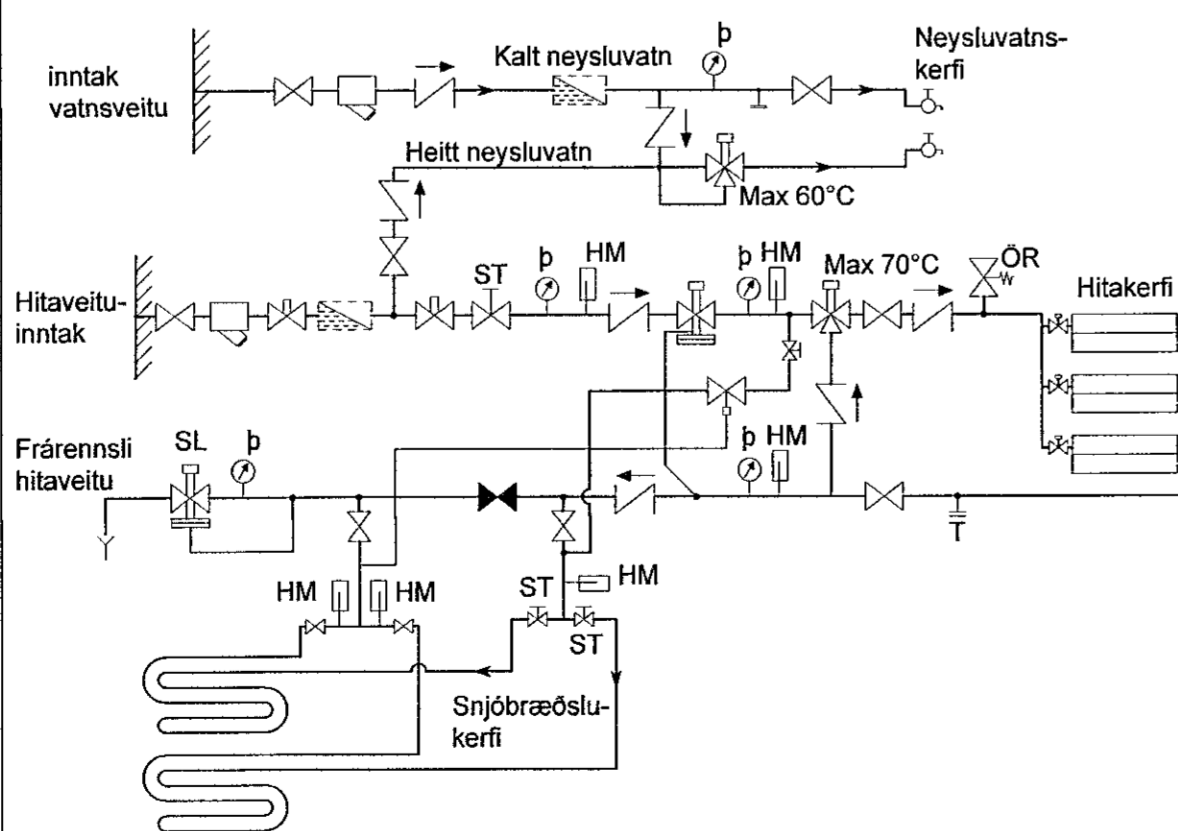 inntak
vatnsveitu
Kalt neysluvatn
þ
Neysluvatns-
kerfi
Heitt neysluvatn
Max 60°C
Hitaveitu-
inntak
ST
þ
HM
þ
HM
Max 70°C
ÖR
Hitakerfi
Frárennsli
hitaveitu
SL
þ
þ
HM
HM
HM
ST
HM
ST
Snjóbræðslu-
kerfi
T